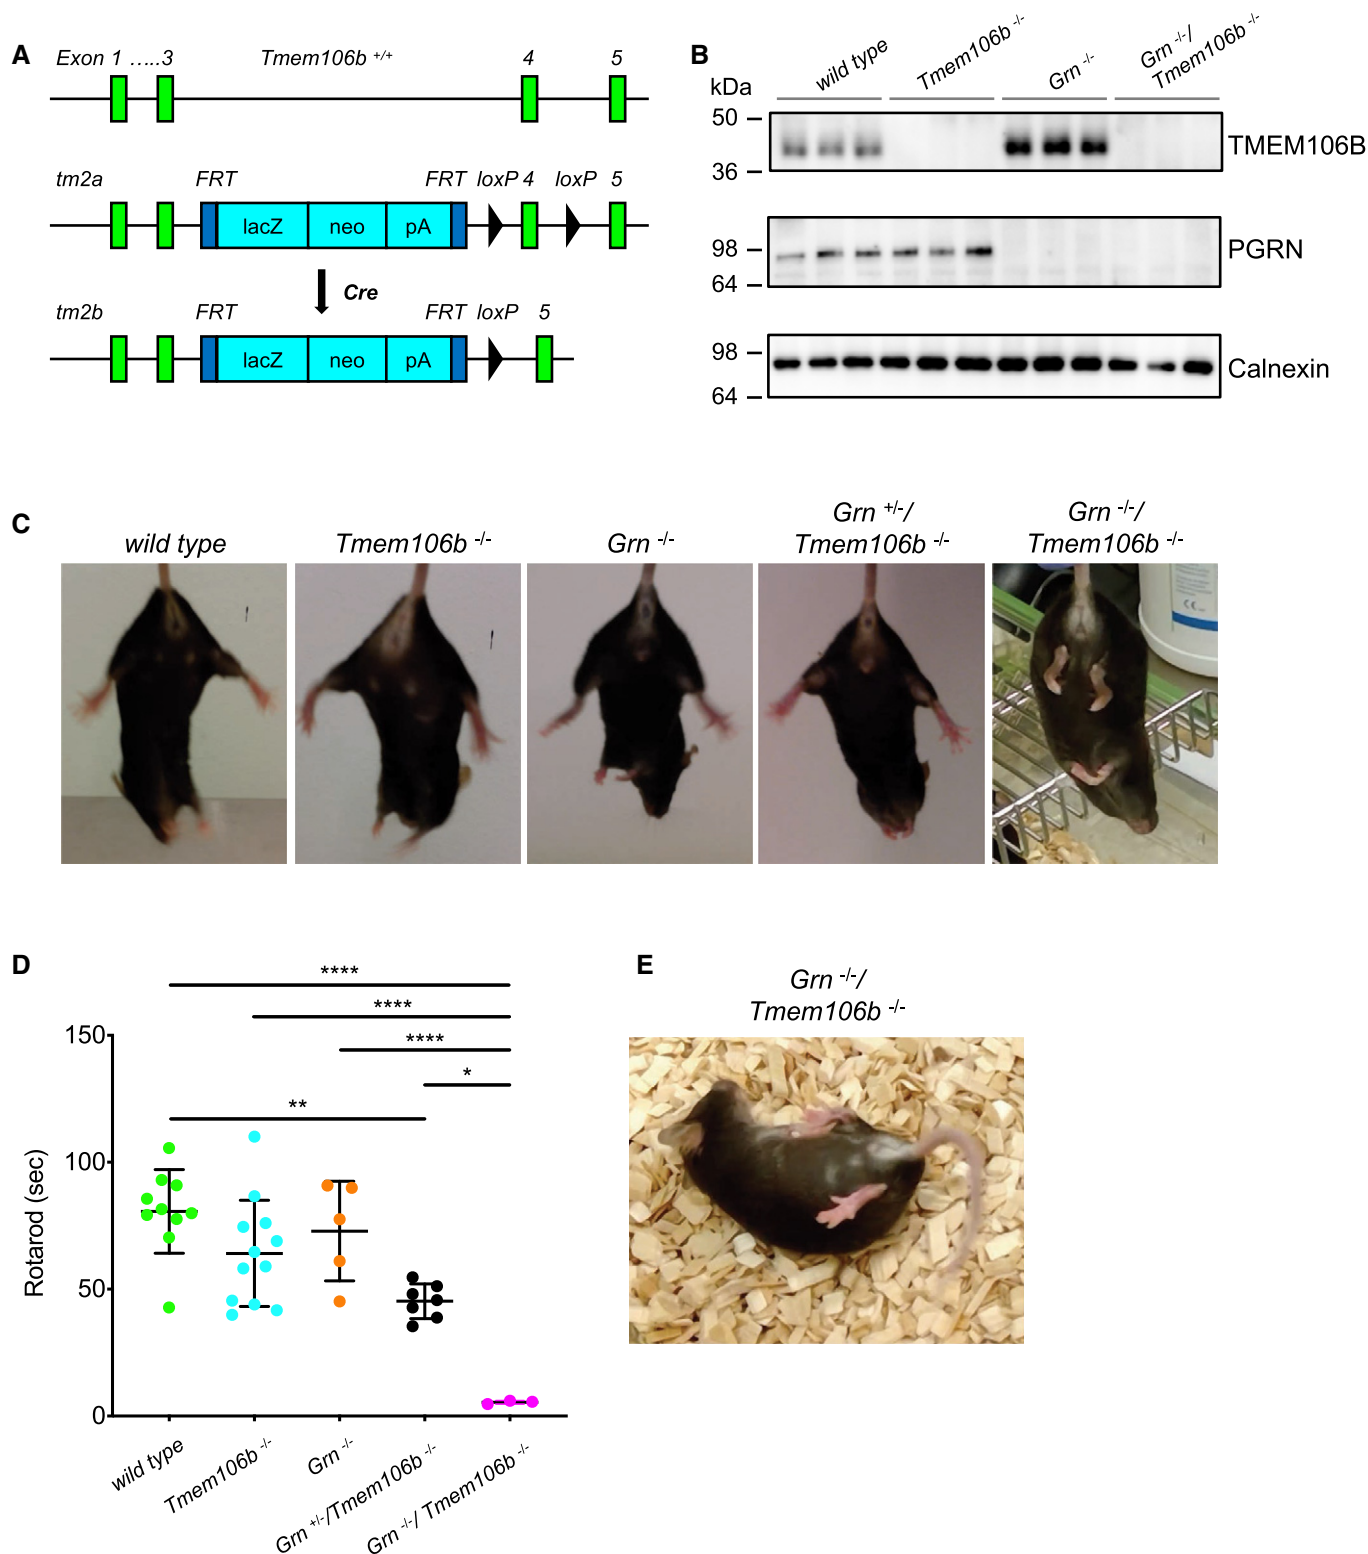 A
Exon 1 .....3 Tmem106b +/+ 4 5
tm2a FRT FRT loxP 4 loxP 5
lacZ neo pA
Cre
tm2b FRT FRT loxP 5
lacZ neo pA
B
kDa wild type Tmem106b -/- Grn -/- Grn -/-/
Tmem106b -/-
50
TMEM106B
36
98
PGRN
64
98
Calnexin
64
C
wild type Tmem106b -/- Grn -/- Grn +/-/
Tmem106b -/-
Grn -/-/
Tmem106b -/-
CE
D
****
****
****
*
**
150
100
50
0
Rotarod (sec)
wild type
Tmem106b -/-
Grn -/-
Grn +/-/Tmem106b -/-
Grn -/-/ Tmem106b -/-
E
Grn -/-/
Tmem106b -/-